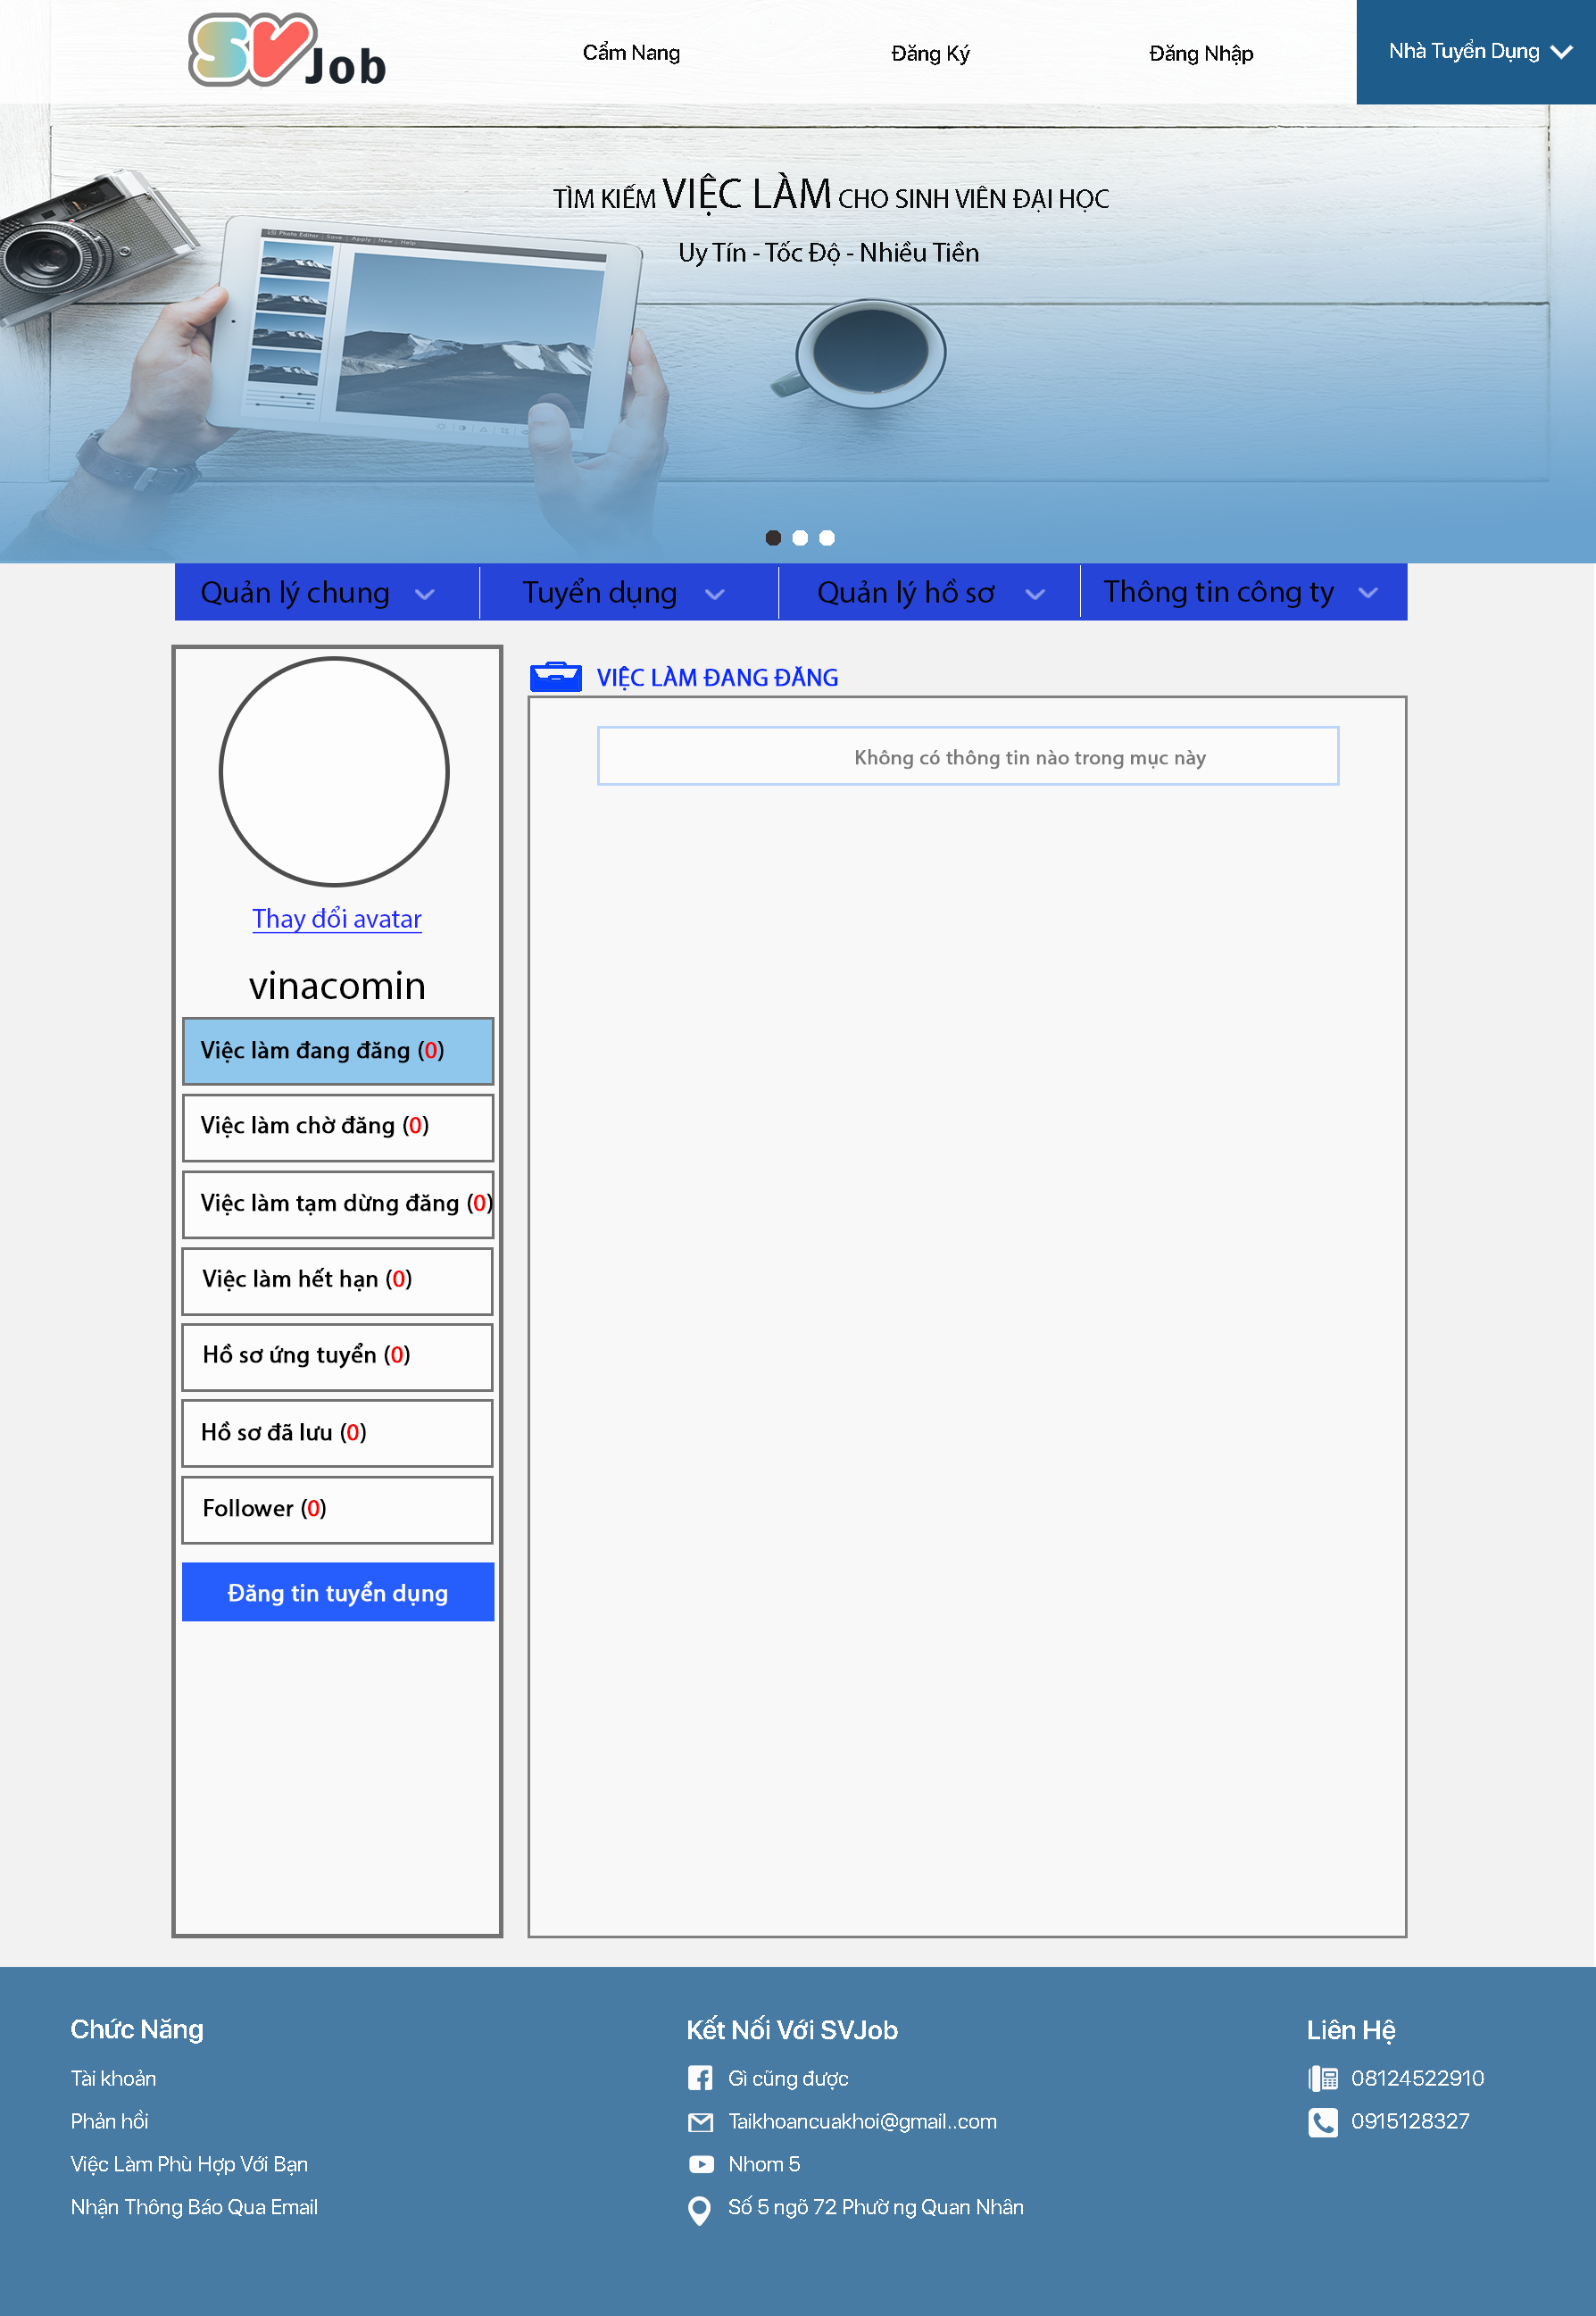 SVJob
Cẩm Nang
Đăng Ký
Đăng Nhập
Nhà Tuyển Dụng
TÌM KIẾM VIỆC LÀM CHO SINH VIÊN ĐẠI HỌC
Uy Tín - Tốc Độ - Nhiều Tiền
Photo Editor | Save | Apply | New | Help
Quản lý chung
Tuyển dụng
Quản lý hồ sơ
Thông tin công ty
Thay đổi avatar
vinacomin
Việc làm đang đăng (0)
Việc làm chờ đăng (0)
Việc làm tạm dừng đăng (0)
Việc làm hết hạn (0)
Hồ sơ ứng tuyển (0)
Hồ sơ đã lưu (0)
Follower (0)
Đăng tin tuyển dụng
VIỆC LÀM ĐANG ĐĂNG
Không có thông tin nào trong mục này
Chức Năng
Tài khoản
Phản hồi
Việc Làm Phù Hợp Với Bạn
Nhận Thông Báo Qua Email
Kết Nối Với SVJob
Gì cũng được
Taikhoancuakhoi@gmail..com
Nhom 5
Số 5 ngõ 72 Phườ ng Quan Nhân
Liên Hệ
08124522910
0915128327